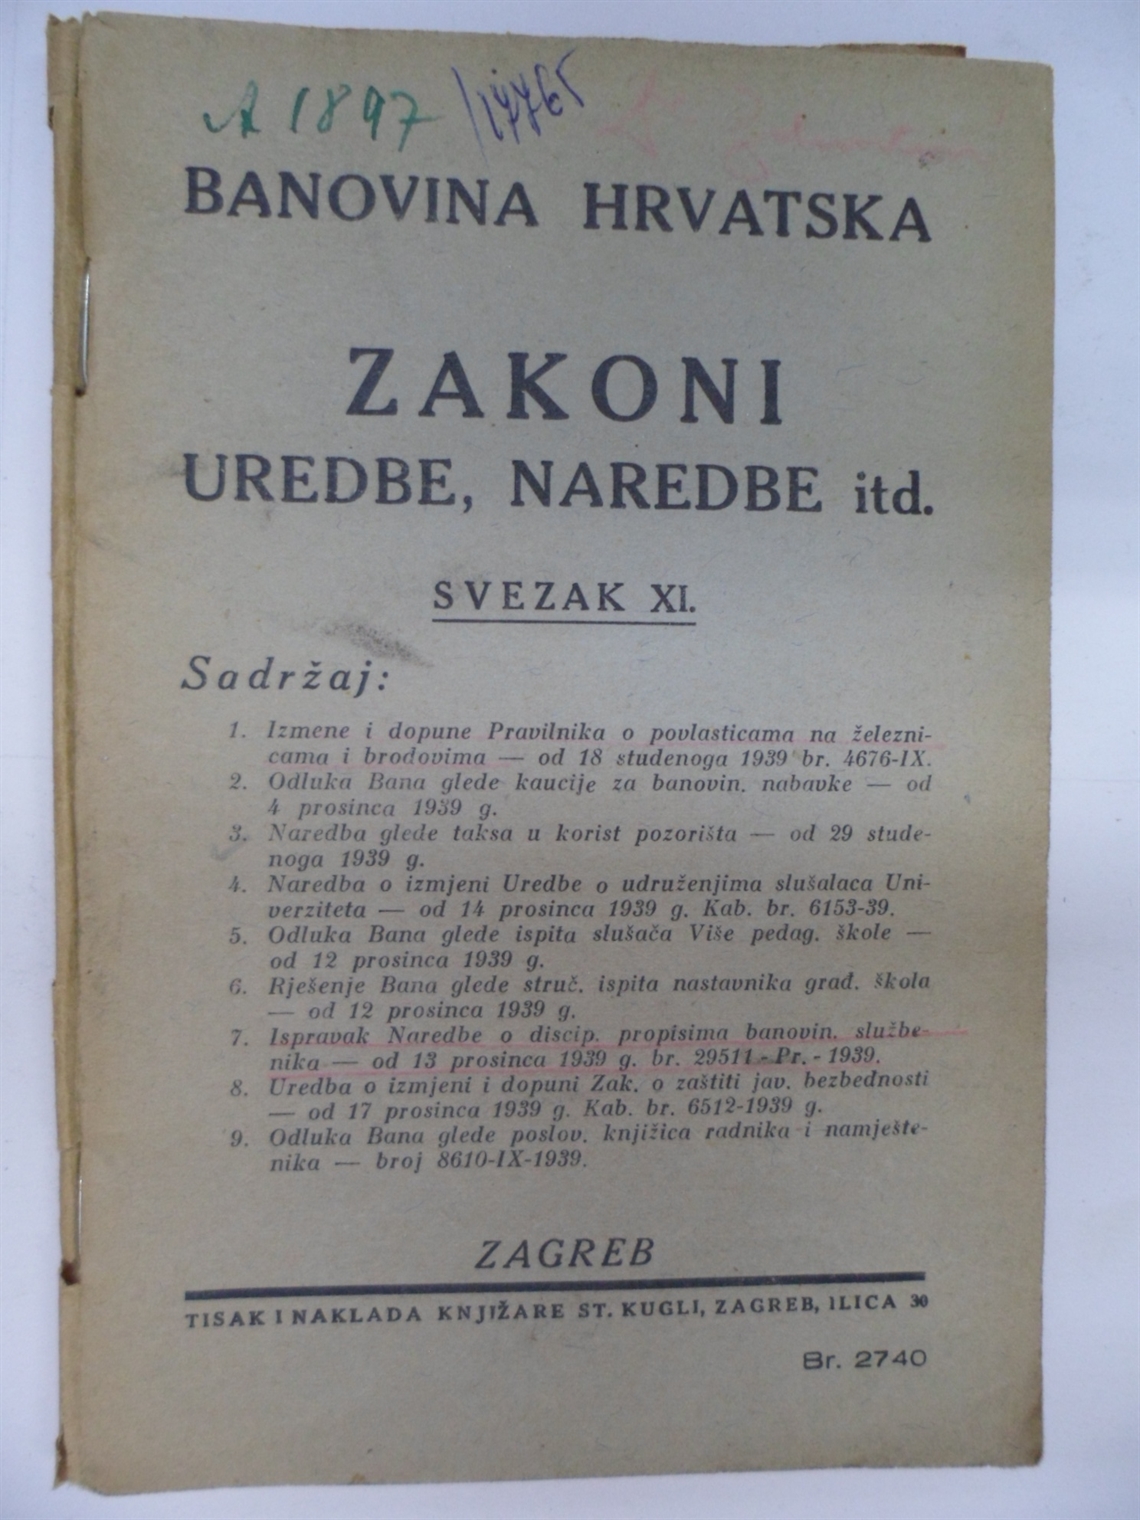 A 1897 /17765
BANOVINA HRVATSKA
ZAKONI
UREDBE, NAREDBE itd.
SVEZAK XI.
Sadržaj:
1. Izmene i dopune Pravilnika o povlasticama na željezni-
cama i brodovima — od 18 studenoga 1939 br. 4676-IX.
2. Odluka Bana glede kaucije za banovin. nabavke — od
4 prosinca 1939 g.
3. Naredba glede taksa u korist pozorišta — od 29 stude-
noga 1939 g.
4. Naredba o izmjeni Uredbe o udruženjima slušalaca Uni-
verziteta — od 14 prosinca 1939 g. Kab. br. 6153-39.
5. Odluka Bana glede ispita slušača Više pedag. škole —
od 12 prosinca 1939 g.
6. Rješenje Bana glede struč. ispita nastavnika građ. škola
— od 12 prosinca 1939 g.
7. Ispravak Naredbe o discip. propisima banovin. službe-
nika — od 13 prosinca 1939 g. br. 29511-Pr.-1939.
8. Uredba o izmjeni i dopuni Zak. o zaštiti jav. bezbednosti
— od 17 prosinca 1939 g. Kab. br. 6512-1939 g.
9. Odluka Bana glede poslov. knjižica radnika i namješte-
nika — broj 8610-IX-1939.
ZAGREB
TISAK I NAKLADA KNJIŽARE ST. KUGLI, ZAGREB, ILICA 30
Br. 2740